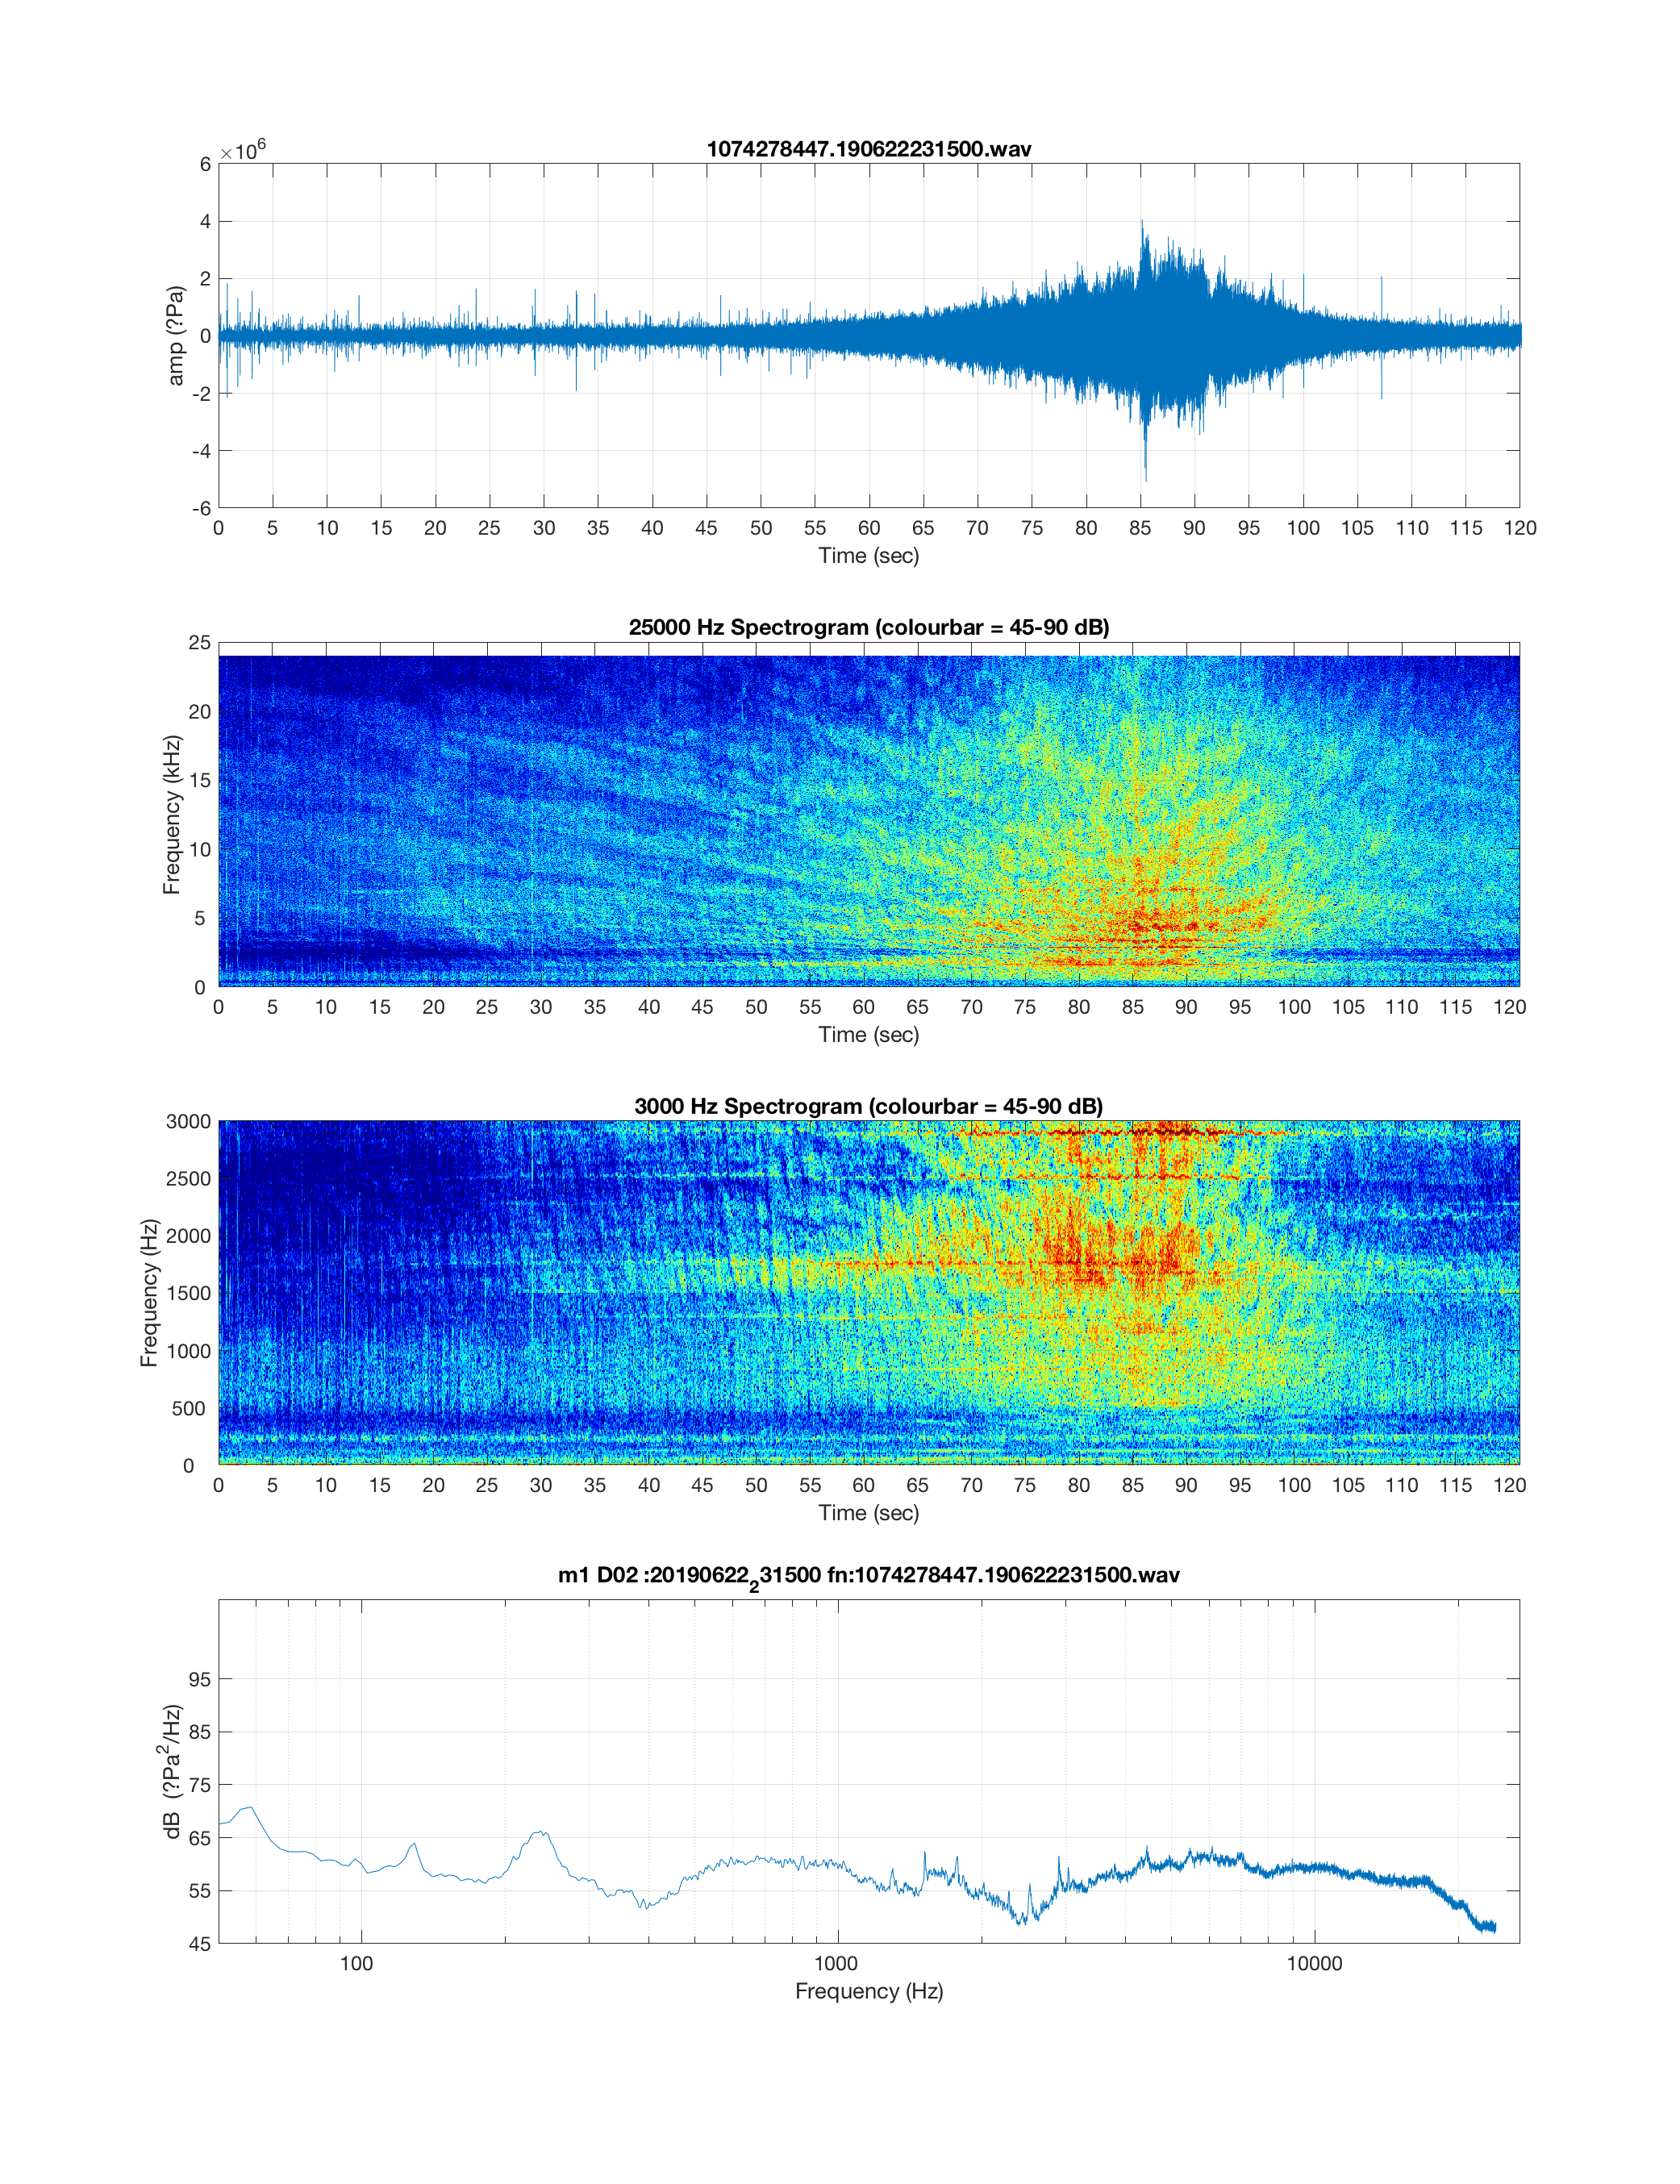 1074278447.190622231500.wav
×10⁶
6
4
2
0
-2
-4
-6
amp (?Pa)
0 5 10 15 20 25 30 35 40 45 50 55 60 65 70 75 80 85 90 95 100 105 110 115 120
Time (sec)
25000 Hz Spectrogram (colourbar = 45-90 dB)
25
20
15
10
5
0
Frequency (kHz)
0 5 10 15 20 25 30 35 40 45 50 55 60 65 70 75 80 85 90 95 100 105 110 115 120
Time (sec)
3000 Hz Spectrogram (colourbar = 45-90 dB)
3000
2500
2000
1500
1000
500
0
Frequency (Hz)
0 5 10 15 20 25 30 35 40 45 50 55 60 65 70 75 80 85 90 95 100 105 110 115 120
Time (sec)
m1 D02 :20190622₂31500 fn:1074278447.190622231500.wav
95
85
75
65
55
45
dB (?Pa²/Hz)
100 1000 10000
Frequency (Hz)